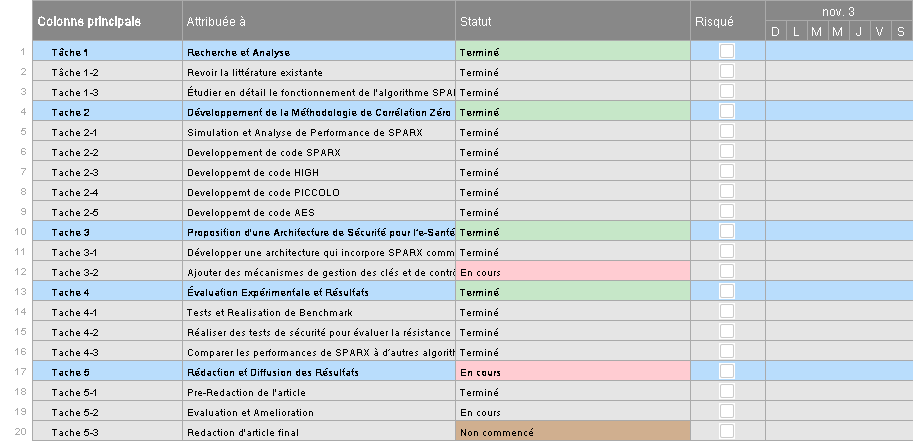 Colonne principale Attribuée à Statut Risqué nov. 3
D L M M J V S
1 Tâche 1 Recherche et Analyse Terminé
2 Tâche 1-2 Revoir la littérature existante Terminé
3 Tâche 1-3 Étudier en détail le fonctionnement de l'algorithme SPA Terminé
4 Tâche 2 Développement de la Méthodologie de Corrélation Zéro Terminé
5 Tâche 2-1 Simulation et Analyse de Performance de SPARX Terminé
6 Tache 2-2 Developpement de code SPARX Terminé
7 Tache 2-3 Developpemt de code HIGH Terminé
8 Tache 2-4 Developpemt de code PICCOLO Terminé
9 Tache 2-5 Developpemt de code AES Terminé
10 Tache 3 Proposition d'une Architecture de Sécurité pour l'e-Santé Terminé
11 Tache 3-1 Développer une architecture qui incorpore SPARX comm Terminé
12 Tache 3-2 Ajouter des mécanismes de gestion des clés et de contrô En cours
13 Tache 4 Évaluation Expérimentale et Résultats Terminé
14 Tache 4-1 Tests et Realisation de Benchmark Terminé
15 Tache 4-2 Réaliser des tests de sécurité pour évaluer la résistance Terminé
16 Tache 4-3 Comparer les performances de SPARX à d'autres algorith Terminé
17 Tache 5 Rédaction et Diffusion des Résultats En cours
18 Tache 5-1 Pre-Redaction de l'article Terminé
19 Tache 5-2 Evaluation et Amelioration En cours
20 Tache 5-3 Redaction d'article final Non commencé